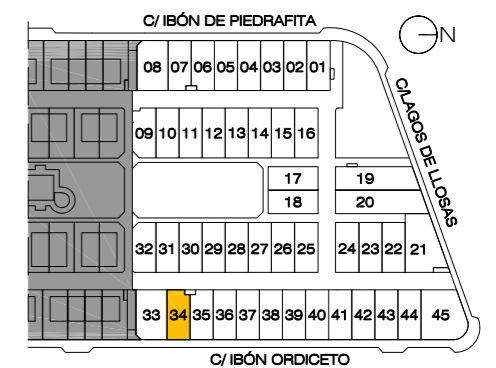 C/ IBÓN DE PIEDRAFITA
N
08 07 06 05 04 03 02 01
C/LAGOS DE LLOSAS
09 10 11 12 13 14 15 16
17 19
18 20
32 31 30 29 28 27 26 25 24 23 22 21
33 34 35 36 37 38 39 40 41 42 43 44 45
C/ IBÓN ORDICETO